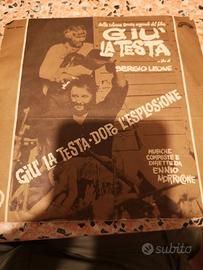 dalla colonna sonora originale del film
GIU'
LA TESTA
un film di
SERGIO LEONE
GIU' LA TESTA - DOPO L'ESPLOSIONE
MUSICHE
COMPOSTE E
DIRETTE DA
ENNIO
MORRICONE
subito